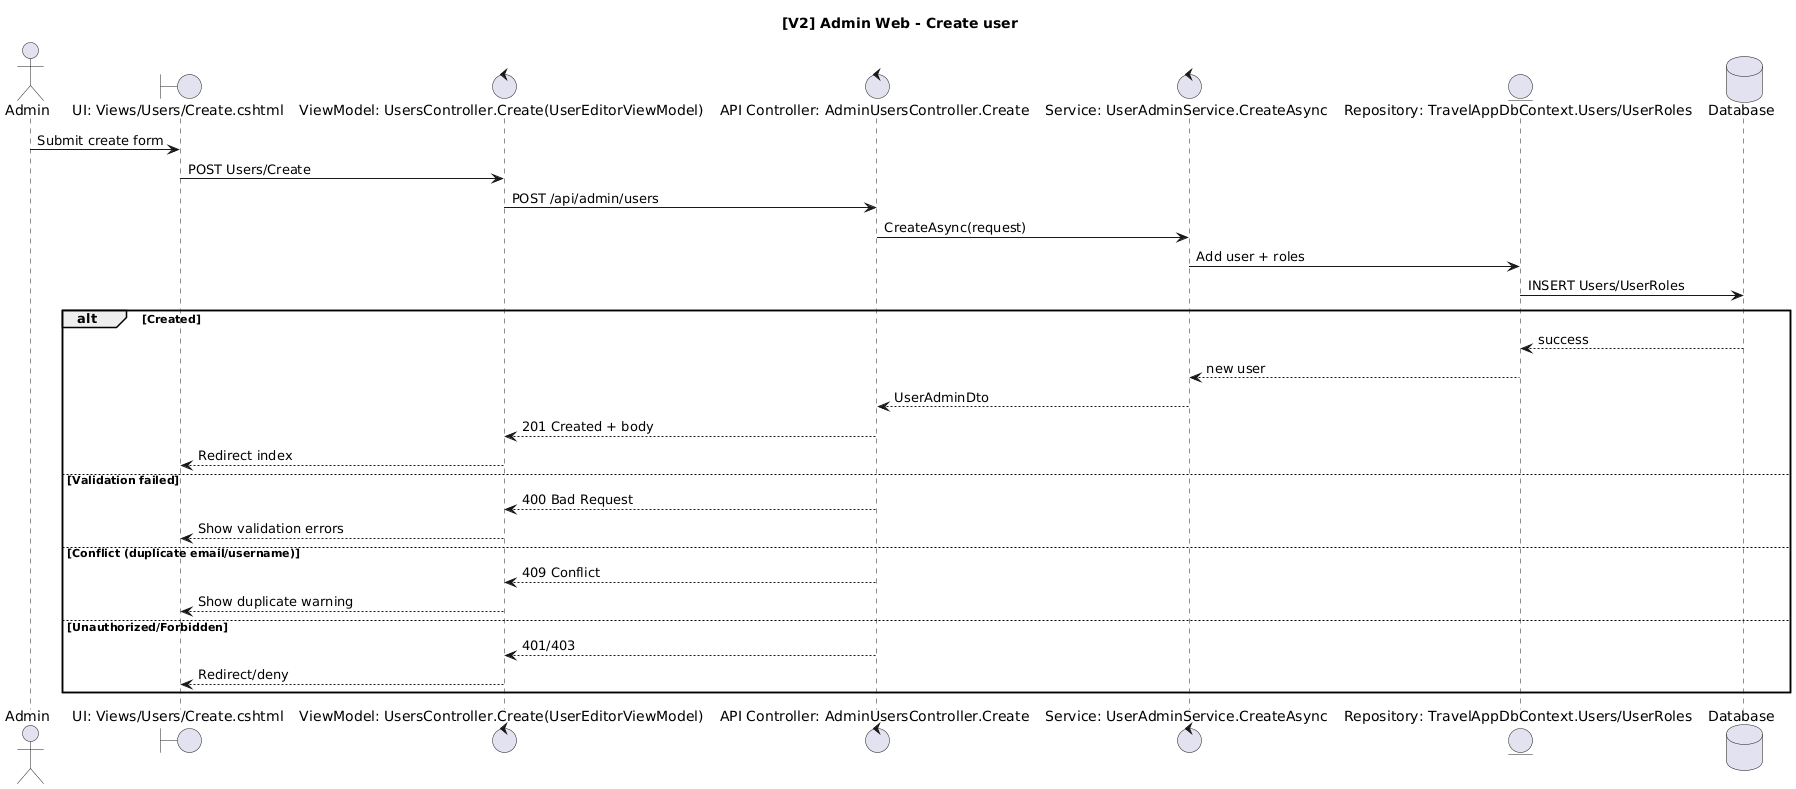 [V2] Admin Web - Create user
Admin
UI: Views/Users/Create.cshtml
ViewModel: UsersController.Create(UserEditorViewModel)
API Controller: AdminUsersController.Create
Service: UserAdminService.CreateAsync
Repository: TravelAppDbContext.Users/UserRoles
Database
Submit create form
POST Users/Create
POST /api/admin/users
CreateAsync(request)
Add user + roles
INSERT Users/UserRoles
alt
[Created]
success
new user
UserAdminDto
201 Created + body
Redirect index
[Validation failed]
400 Bad Request
Show validation errors
[Conflict (duplicate email/username)]
409 Conflict
Show duplicate warning
[Unauthorized/Forbidden]
401/403
Redirect/deny
Admin
UI: Views/Users/Create.cshtml
ViewModel: UsersController.Create(UserEditorViewModel)
API Controller: AdminUsersController.Create
Service: UserAdminService.CreateAsync
Repository: TravelAppDbContext.Users/UserRoles
Database